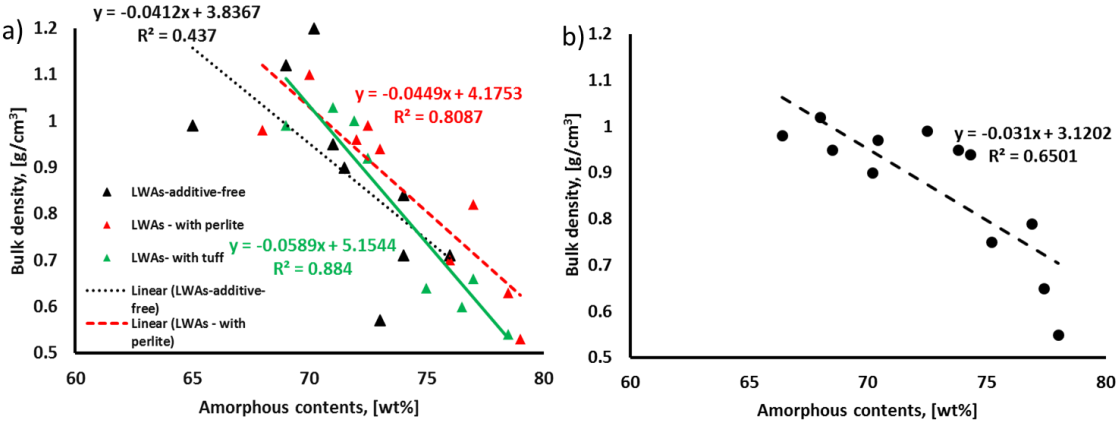 a)
y = -0.0412x + 3.8367
R² = 0.437
y = -0.0449x + 4.1753
R² = 0.8087
y = -0.0589x + 5.1544
R² = 0.884
Bulk density, [g/cm³]
1.2
1.1
1
0.9
0.8
0.7
0.6
0.5
LWAs-additive-free
LWAs - with perlite
LWAs- with tuff
Linear (LWAs-additive-
free)
Linear (LWAs - with
perlite)
60 65 70 75 80
Amorphous contents, [wt%]
b)
Bulk density, [g/cm³]
1.2
1.1
1
0.9
0.8
0.7
0.6
0.5
y = -0.031x + 3.1202
R² = 0.6501
60 65 70 75 80
Amorphous contents, [wt%]